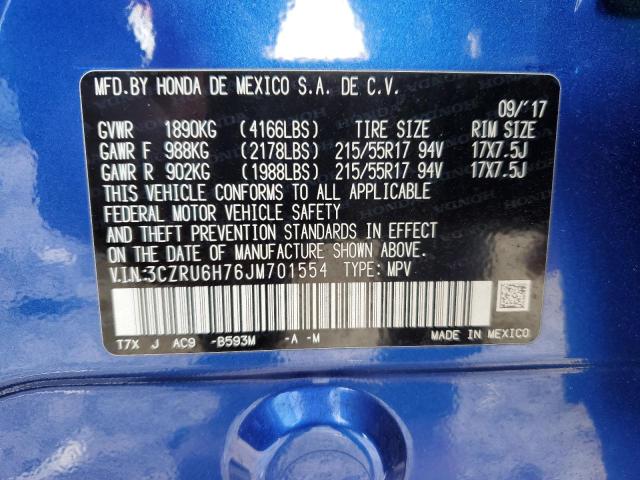 MFD.BY HONDA DE MEXICO S.A. DE C.V.
09/'17
GVWR 1890KG (4166LBS) TIRE SIZE RIM SIZE
GAWR F 988KG (2178LBS) 215/55R17 94V 17X7.5J
GAWR R 902KG (1988LBS) 215/55R17 94V 17X7.5J
THIS VEHICLE CONFORMS TO ALL APPLICABLE
FEDERAL MOTOR VEHICLE SAFETY
AND THEFT PREVENTION STANDARDS IN EFFECT
ON THE DATE OF MANUFACTURE SHOWN ABOVE.
V.I.N:3CZRU6H76JM701554 TYPE: MPV
T7X J AC9 -B593M -A -M
MADE IN MEXICO